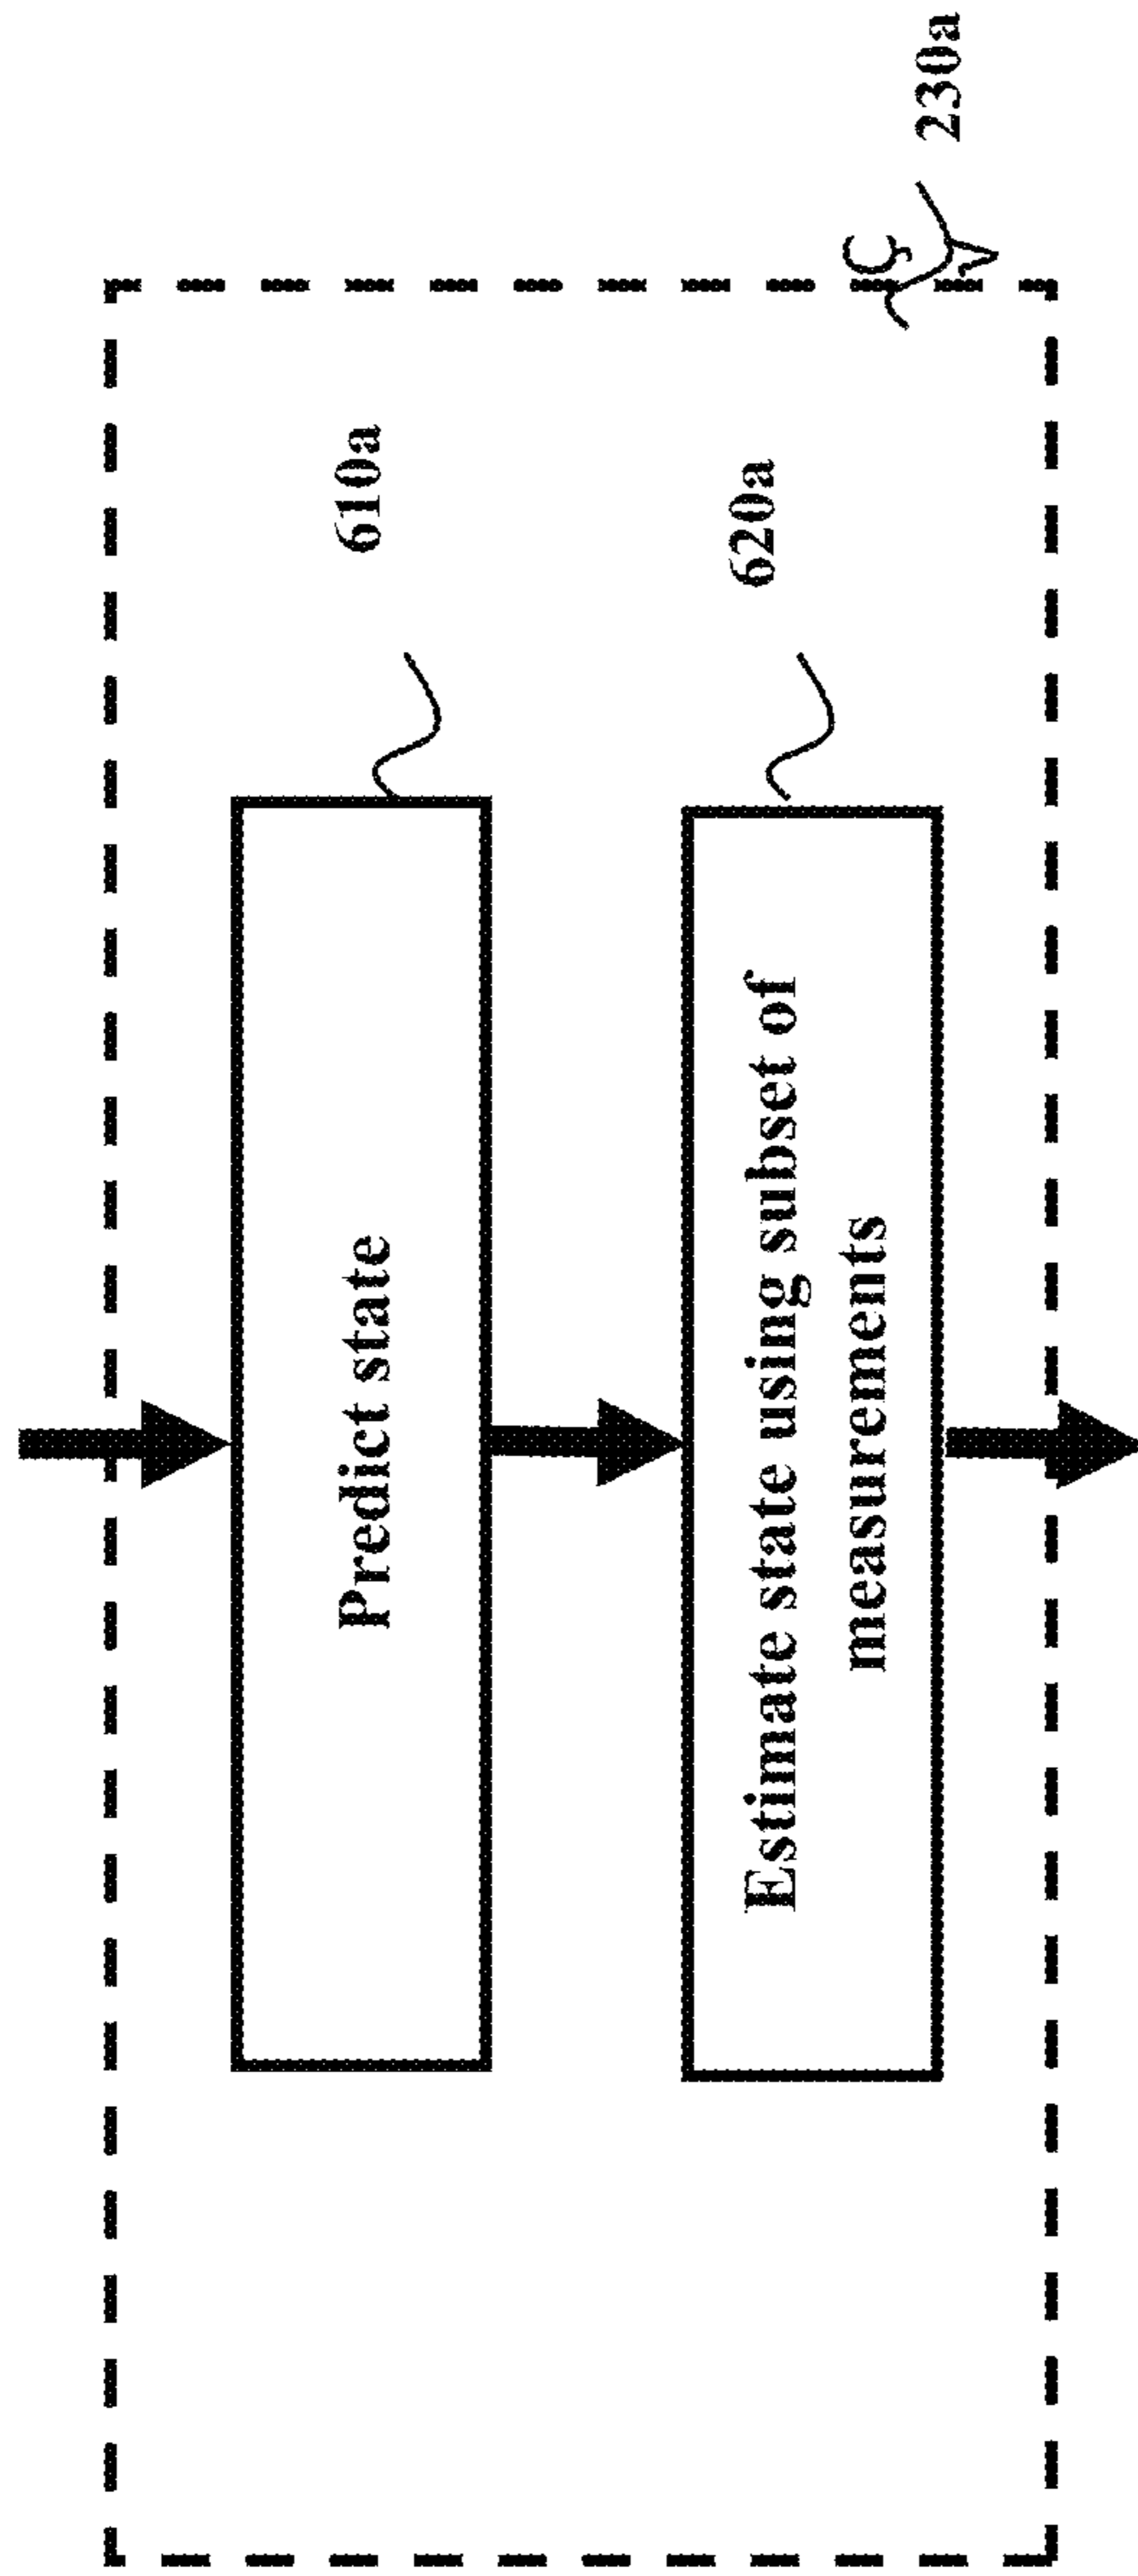 610a
Predict state
620a
Estimate state using subset of
measurements
230a